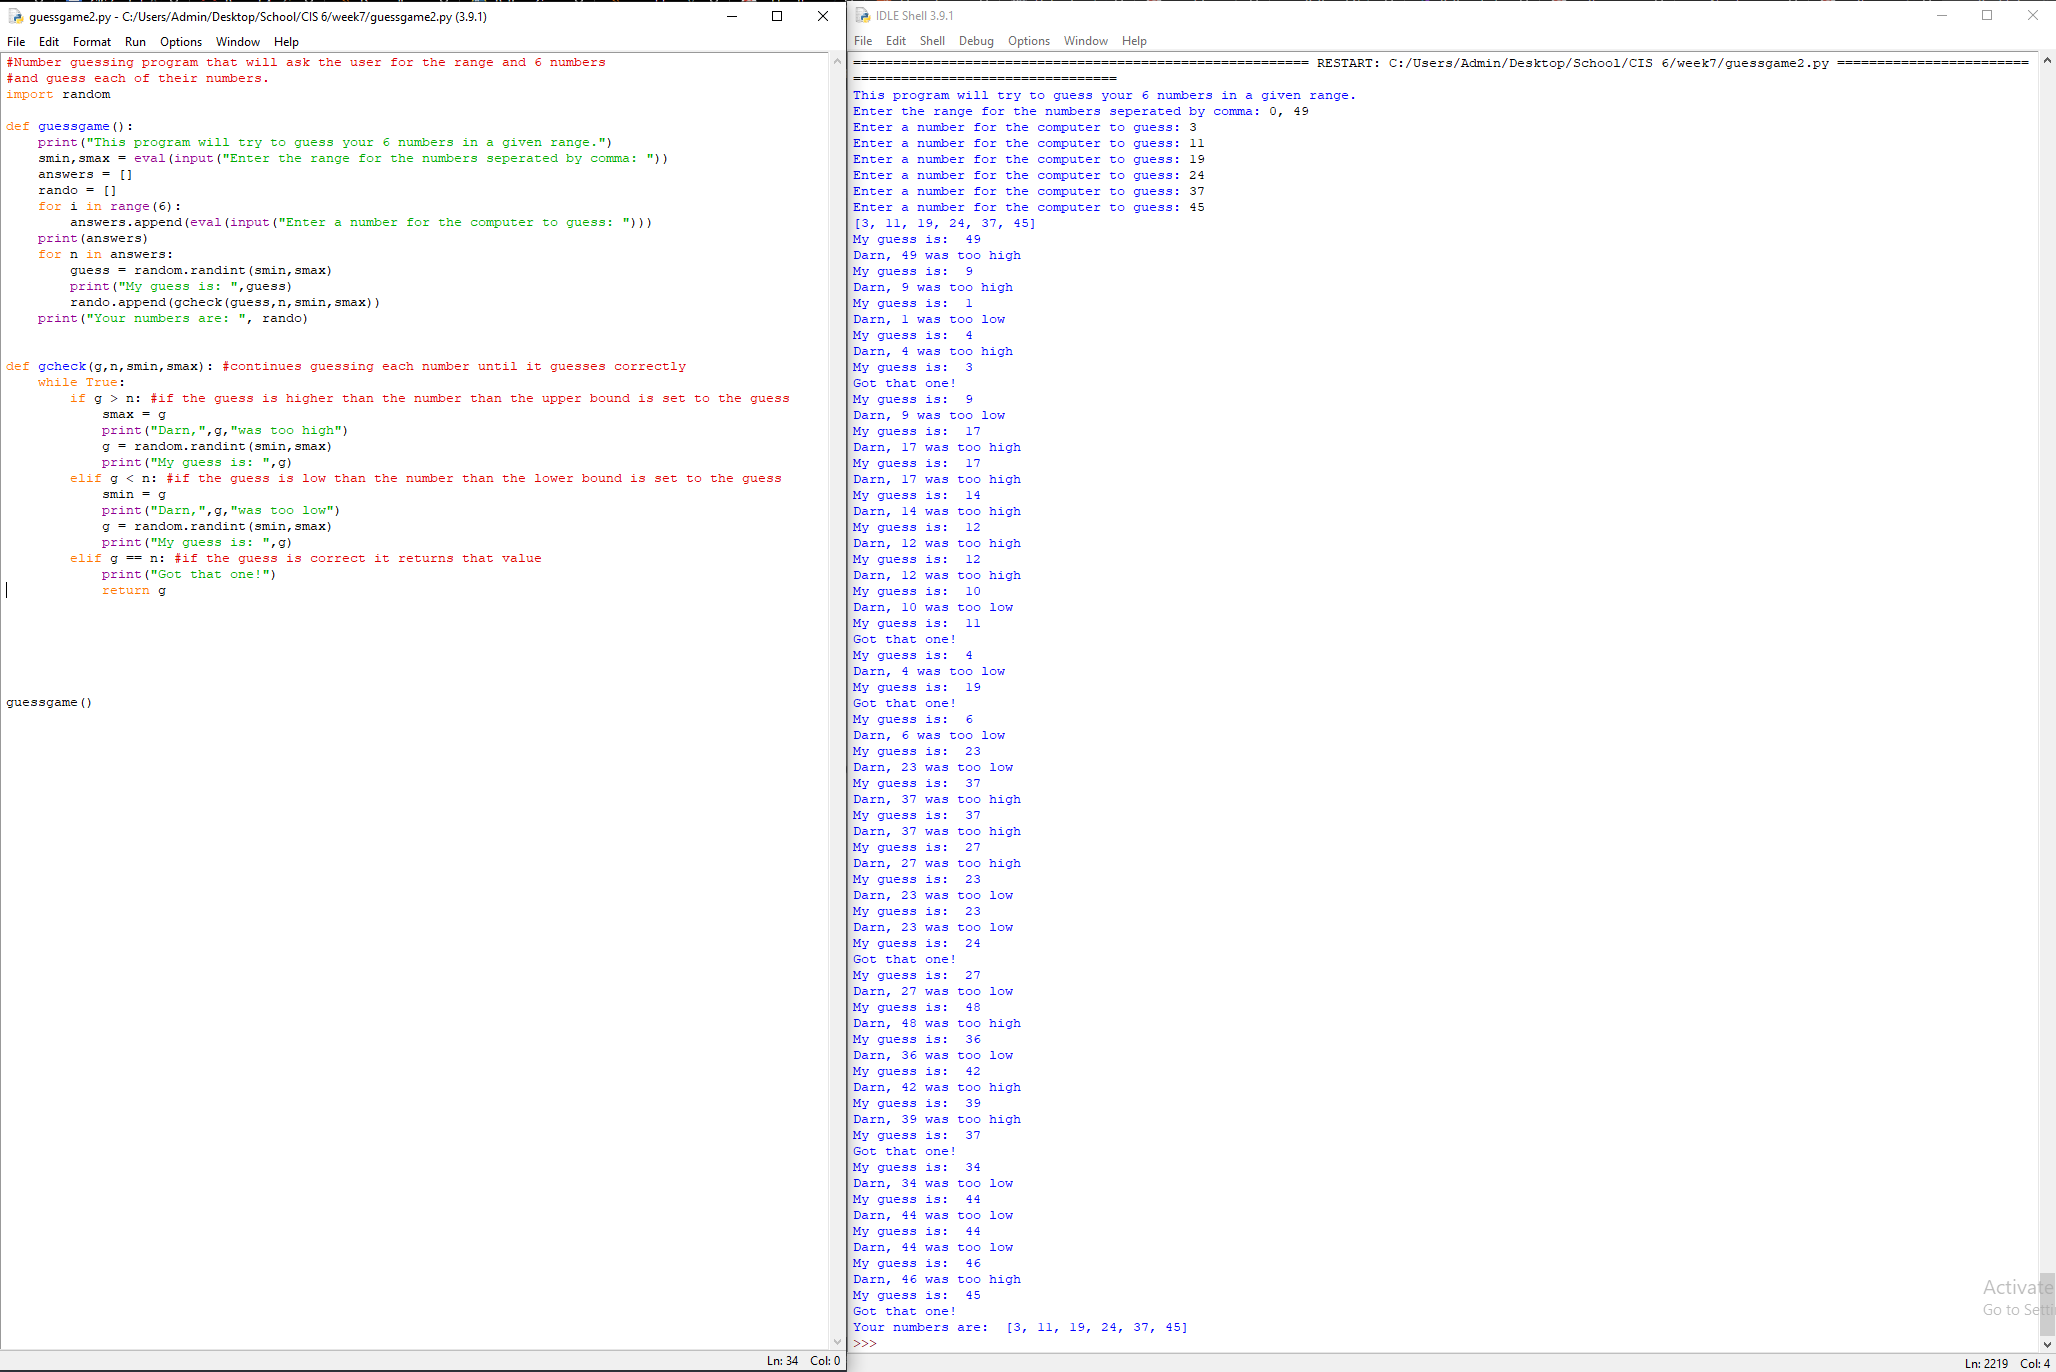 guessgame2.py - C:/Users/Admin/Desktop/School/CIS 6/week7/guessgame2.py (3.9.1)
File Edit Format Run Options Window Help
#Number guessing program that will ask the user for the range and 6 numbers
#and guess each of their numbers.
import random
def guessgame():
print("This program will try to guess your 6 numbers in a given range.")
smin,smax = eval(input("Enter the range for the numbers seperated by comma: "))
answers = []
rando = []
for i in range(6):
answers.append(eval(input("Enter a number for the computer to guess: ")))
print(answers)
for n in answers:
guess = random.randint(smin,smax)
print("My guess is: ",guess)
rando.append(gcheck(guess,n,smin,smax))
print("Your numbers are: ", rando)
def gcheck(g,n,smin,smax): #continues guessing each number until it guesses correctly
while True:
if g > n: #if the guess is higher than the number than the upper bound is set to the guess
smax = g
print("Darn,",g,"was too high")
g = random.randint(smin,smax)
print("My guess is: ",g)
elif g < n: #if the guess is low than the number than the lower bound is set to the guess
smin = g
print("Darn,",g,"was too low")
g = random.randint(smin,smax)
print("My guess is: ",g)
elif g == n: #if the guess is correct it returns that value
print("Got that one!")
return g
guessgame()
Ln: 34 Col: 0
IDLE Shell 3.9.1
File Edit Shell Debug Options Window Help
========================================================= RESTART: C:/Users/Admin/Desktop/School/CIS 6/week7/guessgame2.py ========================
=================================
This program will try to guess your 6 numbers in a given range.
Enter the range for the numbers seperated by comma: 0, 49
Enter a number for the computer to guess: 3
Enter a number for the computer to guess: 11
Enter a number for the computer to guess: 19
Enter a number for the computer to guess: 24
Enter a number for the computer to guess: 37
Enter a number for the computer to guess: 45
[3, 11, 19, 24, 37, 45]
My guess is:  49
Darn, 49 was too high
My guess is:  9
Darn, 9 was too high
My guess is:  1
Darn, 1 was too low
My guess is:  4
Darn, 4 was too high
My guess is:  3
Got that one!
My guess is:  9
Darn, 9 was too low
My guess is:  17
Darn, 17 was too high
My guess is:  17
Darn, 17 was too high
My guess is:  14
Darn, 14 was too high
My guess is:  12
Darn, 12 was too high
My guess is:  12
Darn, 12 was too high
My guess is:  10
Darn, 10 was too low
My guess is:  11
Got that one!
My guess is:  4
Darn, 4 was too low
My guess is:  19
Got that one!
My guess is:  6
Darn, 6 was too low
My guess is:  23
Darn, 23 was too low
My guess is:  37
Darn, 37 was too high
My guess is:  37
Darn, 37 was too high
My guess is:  27
Darn, 27 was too high
My guess is:  23
Darn, 23 was too low
My guess is:  23
Darn, 23 was too low
My guess is:  24
Got that one!
My guess is:  27
Darn, 27 was too low
My guess is:  48
Darn, 48 was too high
My guess is:  36
Darn, 36 was too low
My guess is:  42
Darn, 42 was too high
My guess is:  39
Darn, 39 was too high
My guess is:  37
Got that one!
My guess is:  34
Darn, 34 was too low
My guess is:  44
Darn, 44 was too low
My guess is:  44
Darn, 44 was too low
My guess is:  46
Darn, 46 was too high
My guess is:  45
Got that one!
Your numbers are:  [3, 11, 19, 24, 37, 45]
>>>
Activate
Go to Setti
Ln: 2219 Col: 4